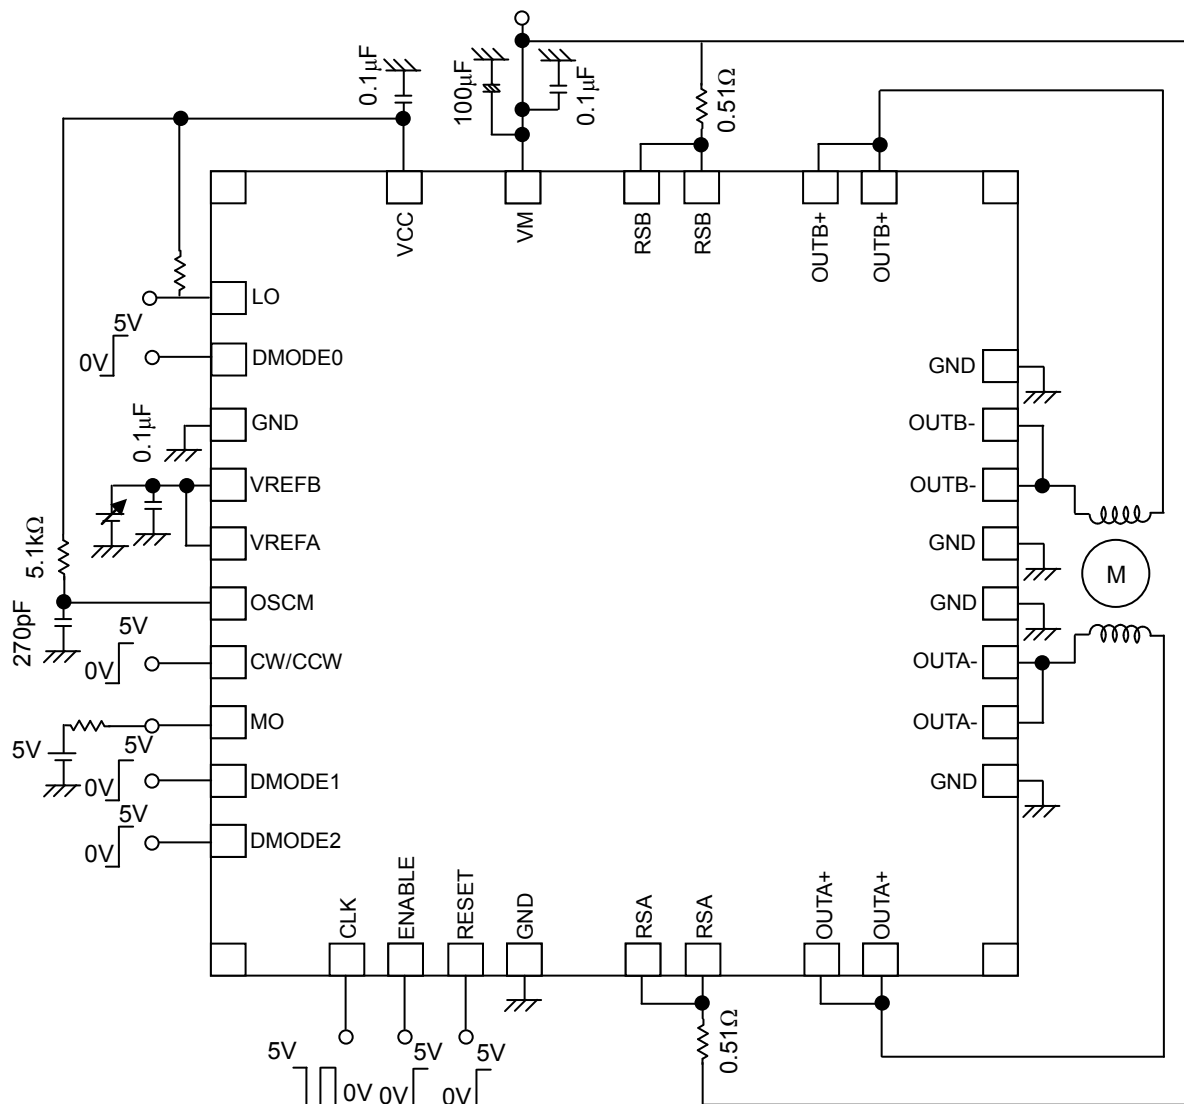 0.1µF
100µF
0.1µF
0.51Ω
VCC
VM
RSB
RSB
OUTB+
OUTB+
LO
5V
0V
DMODE0
GND
0.1µF
VREFB
VREFA
5.1kΩ
OSCM
270pF
5V
0V
CW/CCW
MO
5V
5V
0V
DMODE1
5V
0V
DMODE2
GND
OUTB-
OUTB-
GND
M
GND
OUTA-
OUTA-
GND
CLK
ENABLE
RESET
GND
RSA
RSA
OUTA+
OUTA+
0.51Ω
5V
0V
5V
0V
5V
0V